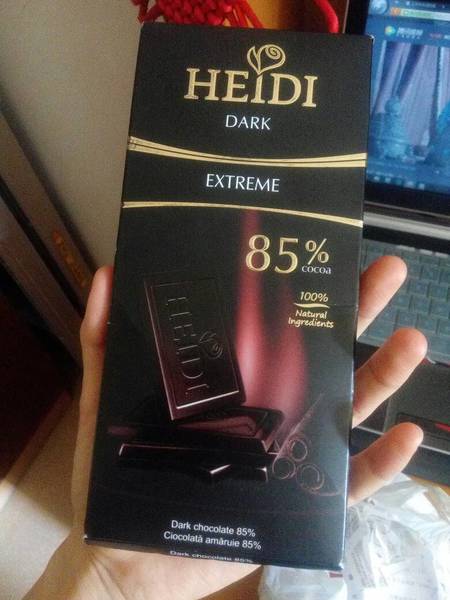 HEIDI
DARK
EXTREME
85%
cocoa
100%
Natural
Ingredients
HEIDI
Dark chocolate 85%
Ciocolată amăruie 85%
Dark chocolate 85%